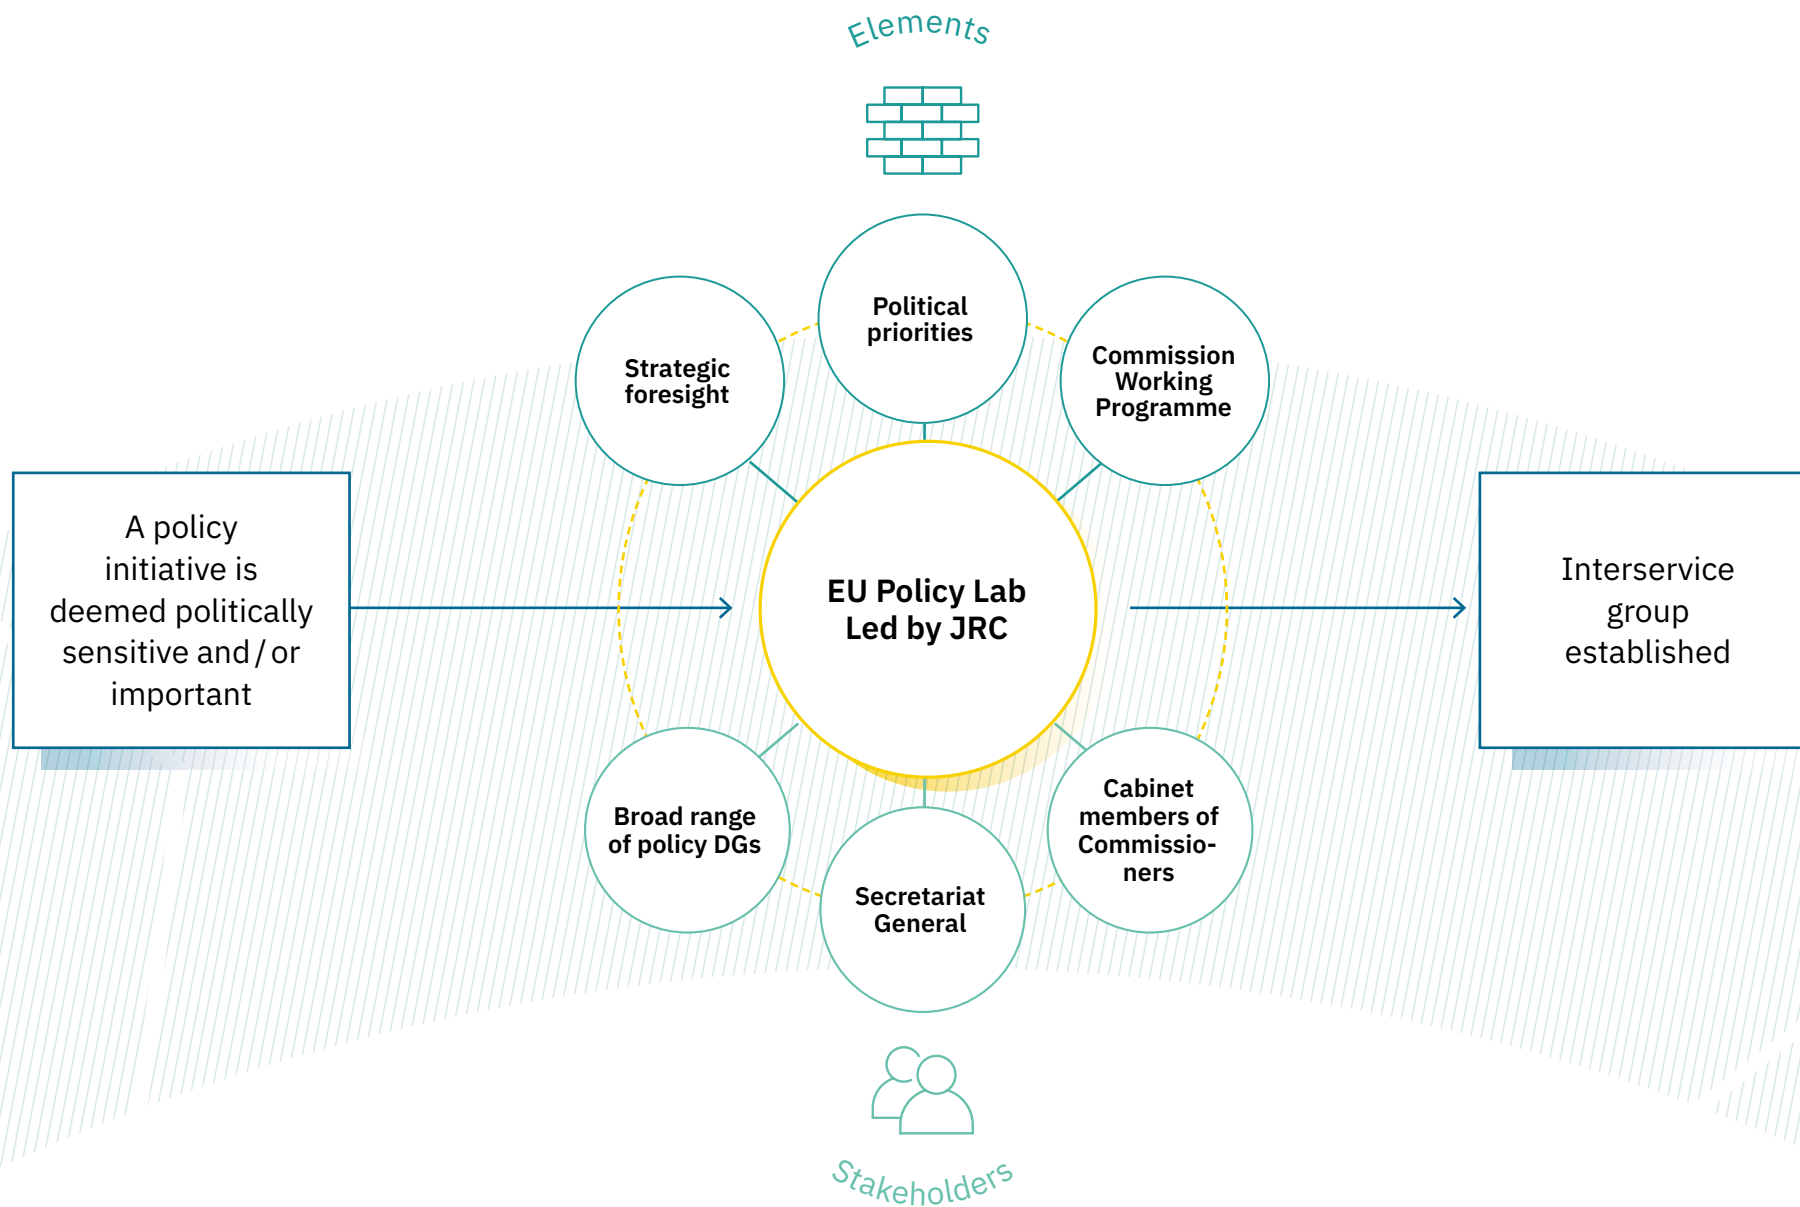 Elements
Political
priorities
Strategic
foresight
Commission
Working
Programme
A policy
initiative is
deemed politically
sensitive and / or
important
EU Policy Lab
Led by JRC
Interservice
group
established
Broad range
of policy DGs
Secretariat
General
Cabinet
members of
Commissio-
ners
Stakeholders